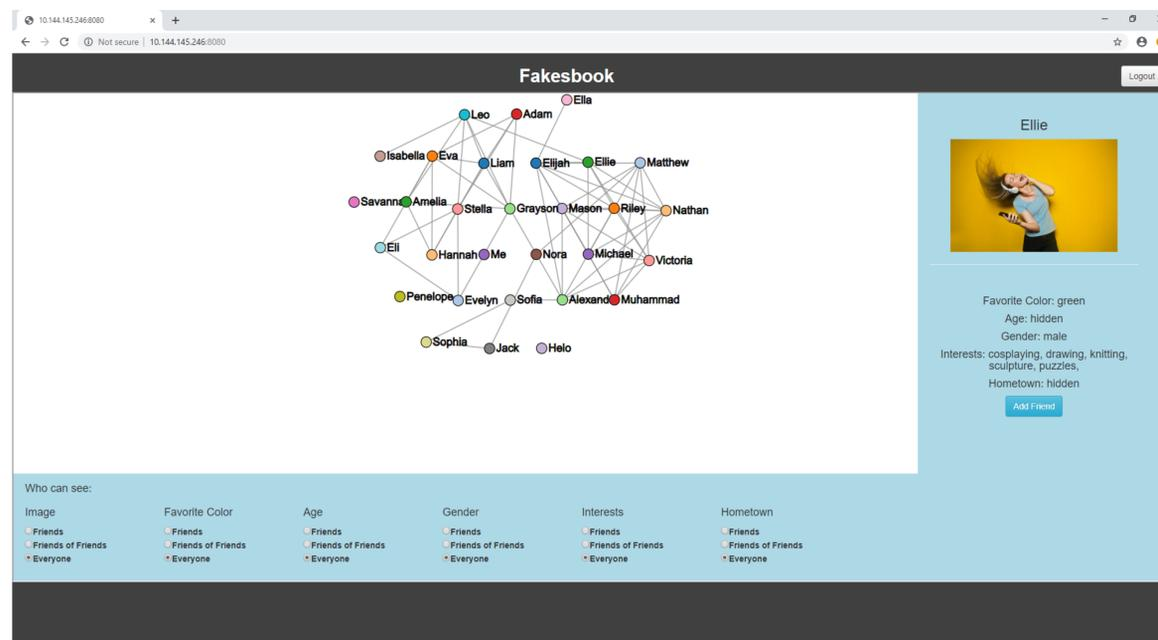 10.144.145.246:8080
Not secure | 10.144.145.246:8080
Fakesbook
Logout
Ella
Leo
Adam
Isabella
Eva
Liam
Elijah
Ellie
Matthew
Savanna
Amelia
Stella
Grayson
Mason
Riley
Nathan
Eli
Hannah
Me
Nora
Michael
Victoria
Penelope
Evelyn
Sofia
Alexand
Muhammad
Sophia
Jack
Helo
Ellie
Favorite Color: green
Age: hidden
Gender: male
Interests: cosplaying, drawing, knitting,
sculpture, puzzles,
Hometown: hidden
Add Friend
Who can see:
Image
Friends
Friends of Friends
Everyone
Favorite Color
Friends
Friends of Friends
Everyone
Age
Friends
Friends of Friends
Everyone
Gender
Friends
Friends of Friends
Everyone
Interests
Friends
Friends of Friends
Everyone
Hometown
Friends
Friends of Friends
Everyone